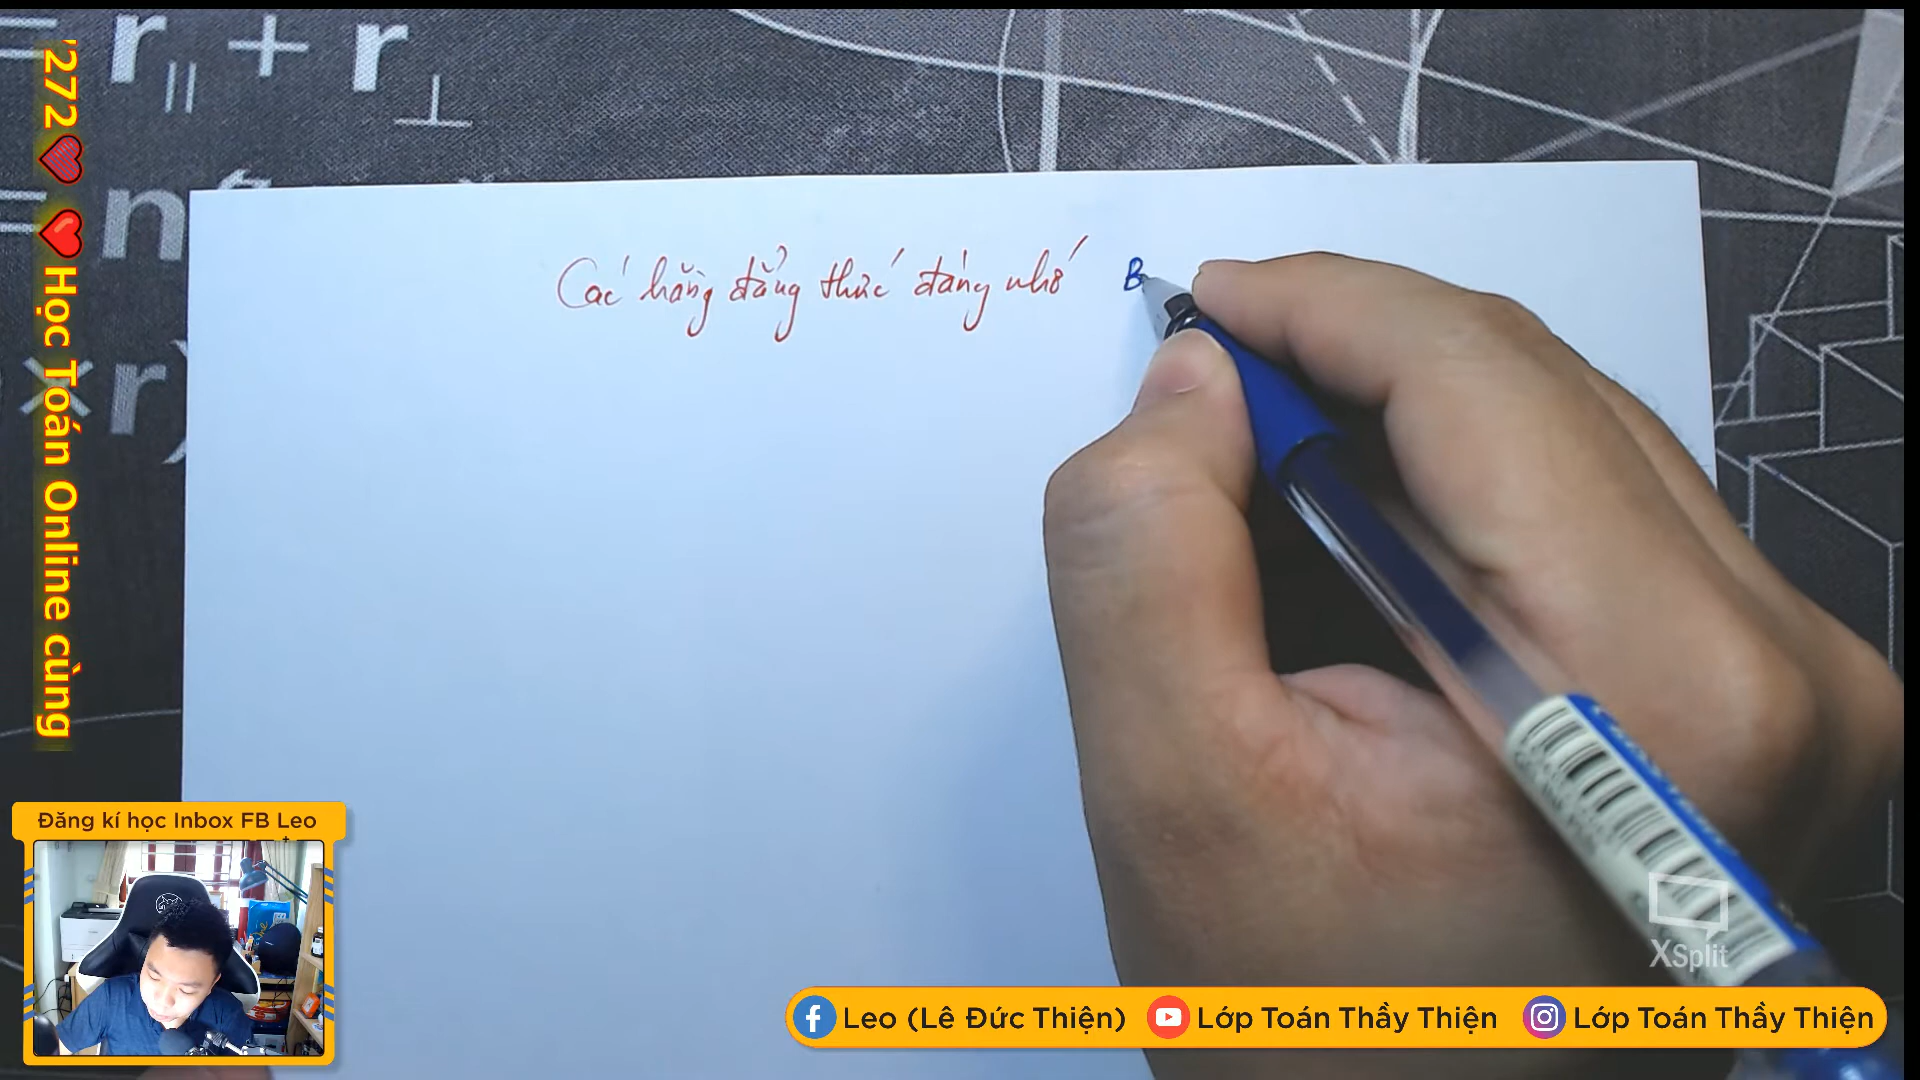 = r∥ + r⊥
= n
× r)
'272❤️ ❤️Học Toán Online cùng
Các hằng đẳng thức đáng nhớ B
Đăng kí học Inbox FB Leo
XSplit
Leo (Lê Đức Thiện) Lớp Toán Thầy Thiện Lớp Toán Thầy Thiện